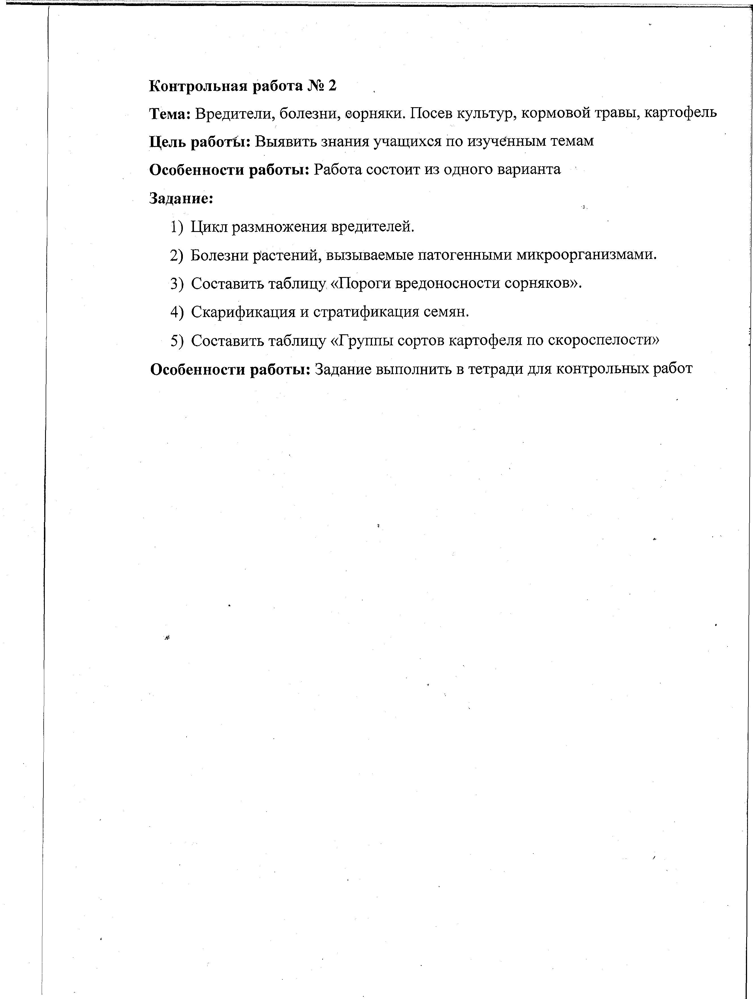 Контрольная работа № 2
Тема: Вредители, болезни, сорняки. Посев культур, кормовой травы, картофель
Цель работы: Выявить знания учащихся по изученным темам
Особенности работы: Работа состоит из одного варианта
Задание:
1) Цикл размножения вредителей.
2) Болезни растений, вызываемые патогенными микроорганизмами.
3) Составить таблицу «Пороги вредоносности сорняков».
4) Скарификация и стратификация семян.
5) Составить таблицу «Группы сортов картофеля по скороспелости»
Особенности работы: Задание выполнить в тетради для контрольных работ